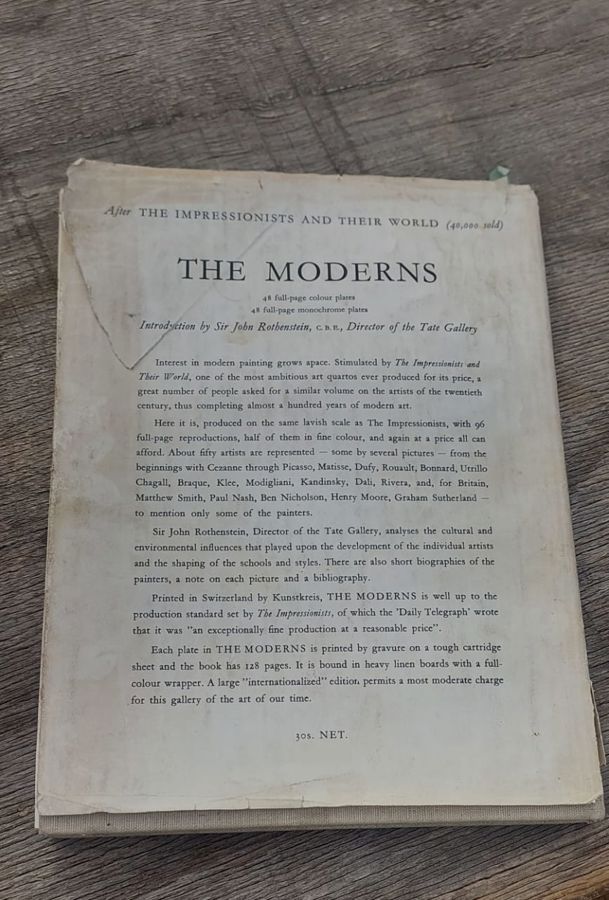 After THE IMPRESSIONISTS AND THEIR WORLD (40,000 sold)
THE MODERNS
48 full-page colour plates
48 full-page monochrome plates
Introduction by Sir John Rothenstein, C.B.E., Director of the Tate Gallery
Interest in modern painting grows apace. Stimulated by The Impressionists and
Their World, one of the most ambitious art quartos ever produced for its price, a
great number of people asked for a similar volume on the artists of the twentieth
century, thus completing almost a hundred years of modern art.
Here it is, produced on the same lavish scale as The Impressionists, with 96
full-page reproductions, half of them in fine colour, and again at a price all can
afford. About fifty artists are represented — some by several pictures — from the
beginnings with Cezanne through Picasso, Matisse, Dufy, Rouault, Bonnard, Utrillo
Chagall, Braque, Klee, Modigliani, Kandinsky, Dali, Rivera, and, for Britain,
Matthew Smith, Paul Nash, Ben Nicholson, Henry Moore, Graham Sutherland —
to mention only some of the painters.
Sir John Rothenstein, Director of the Tate Gallery, analyses the cultural and
environmental influences that played upon the development of the individual artists
and the shaping of the schools and styles. There are also short biographies of the
painters, a note on each picture and a bibliography.
Printed in Switzerland by Kunstkreis, THE MODERNS is well up to the
production standard set by The Impressionists, of which the 'Daily Telegraph' wrote
that it was "an exceptionally fine production at a reasonable price".
Each plate in THE MODERNS is printed by gravure on a tough cartridge
sheet and the book has 128 pages. It is bound in heavy linen boards with a full-
colour wrapper. A large "internationalized" edition permits a most moderate charge
for this gallery of the art of our time.
30s. NET.